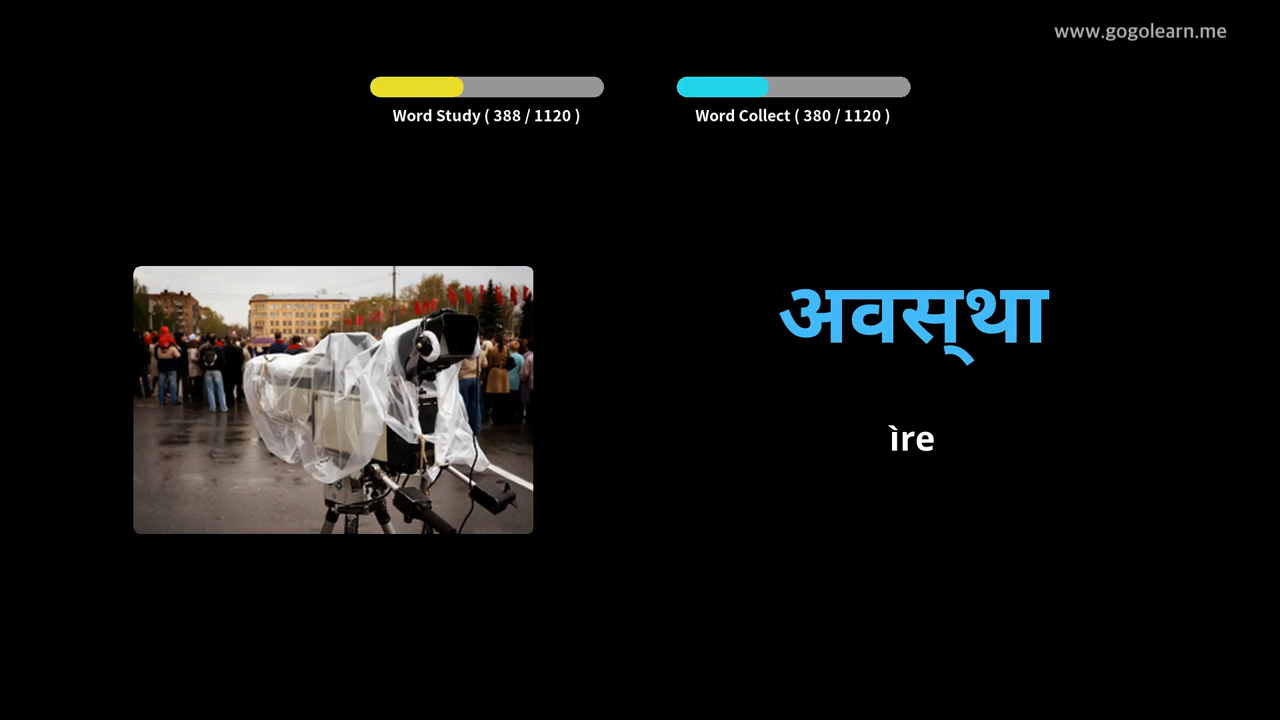 www.gogolearn.me
Word Study ( 388 / 1120 )
Word Collect ( 380 / 1120 )
अवस्‌था
ìre